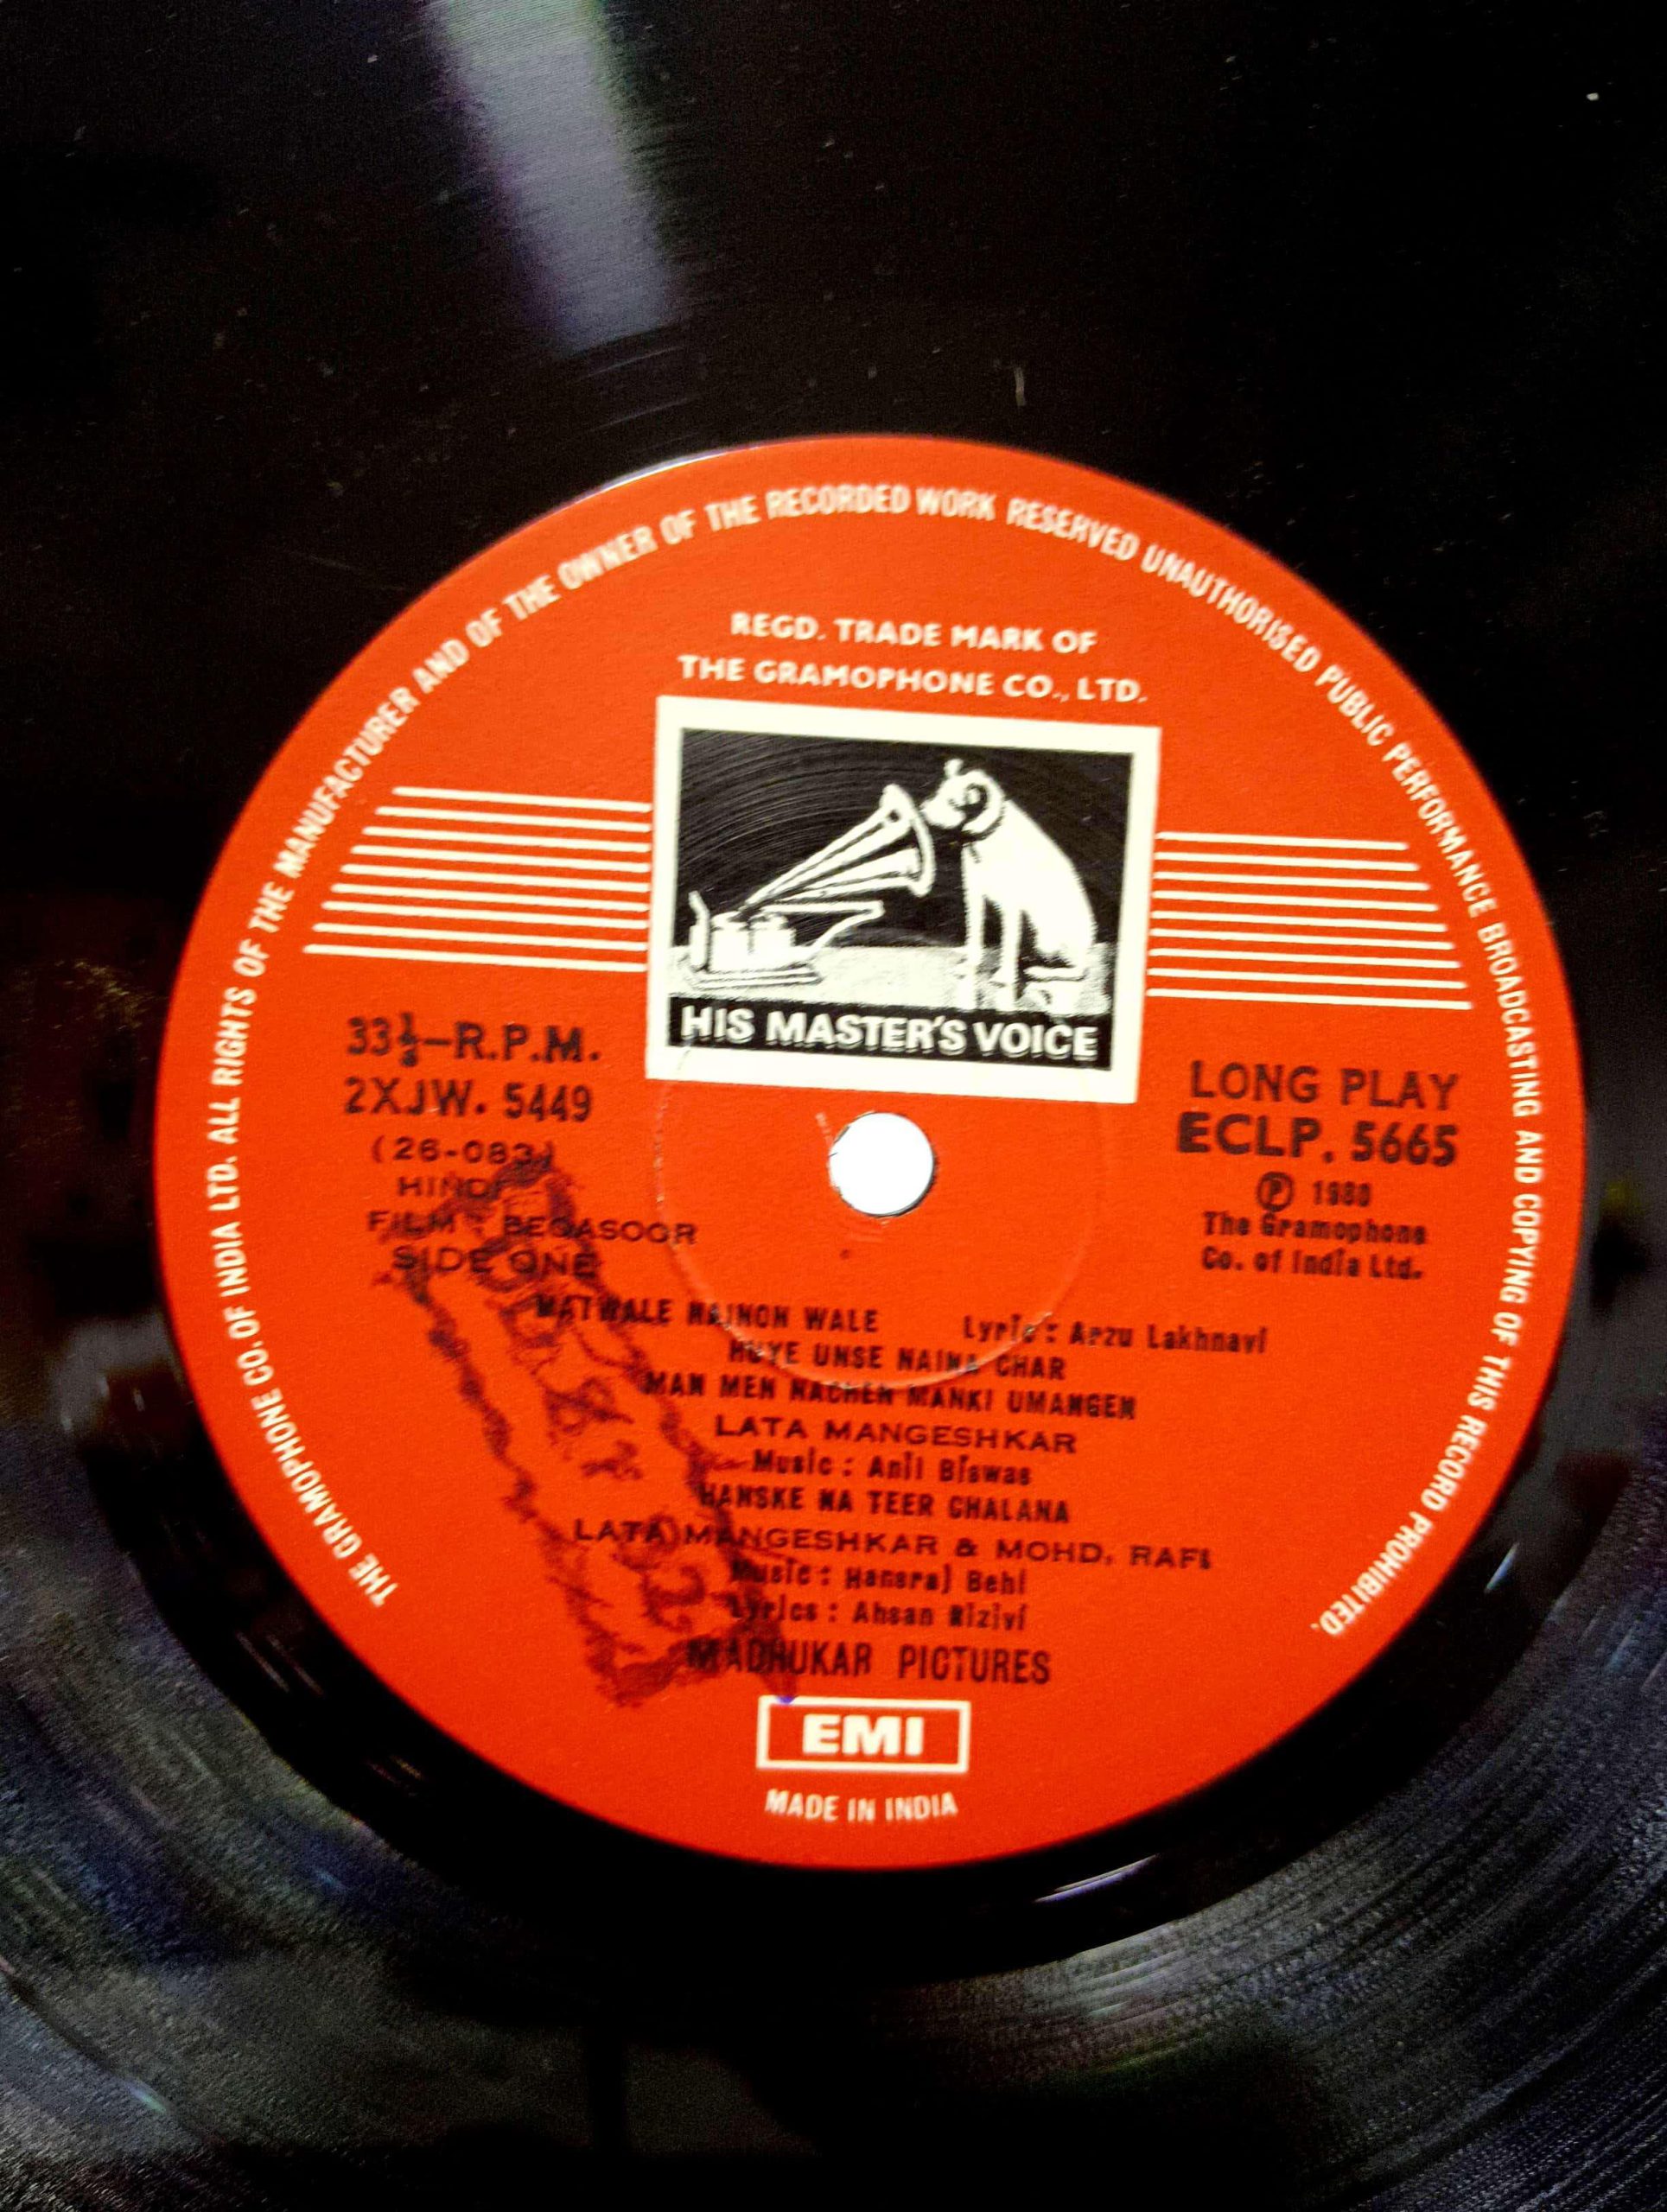 THE GRAMOPHONE CO. OF INDIA LTD. ALL RIGHTS OF THE MANUFACTURER AND OF THE OWNER OF THE RECORDED WORK RESERVED UNAUTHORISED PUBLIC PERFORMANCE BROADCASTING AND COPYING OF THIS RECORD PROHIBITED.
REGD. TRADE MARK OF
THE GRAMOPHONE CO., LTD.
HIS MASTER'S VOICE
33⅓-R.P.M.
2XJW. 5449
(26-083)
HINDI
FILM : BEQASOOR
SIDE ONE
LONG PLAY
ECLP. 5665
℗ 1980
The Gramophone
Co. of India Ltd.
MATWALE NAINON WALE Lyric : Arzu Lakhnavi
HUYE UNSE NAINA CHAR
MAN MEN NACHEN MANKI UMANGEN
LATA MANGESHKAR
Music : Anil Biswas
HANSKE NA TEER CHALANA
LATA MANGESHKAR & MOHD. RAFI
Music : Hansraj Behl
Lyrics : Ahsan Rizivi
MADHUKAR PICTURES
EMI
MADE IN INDIA